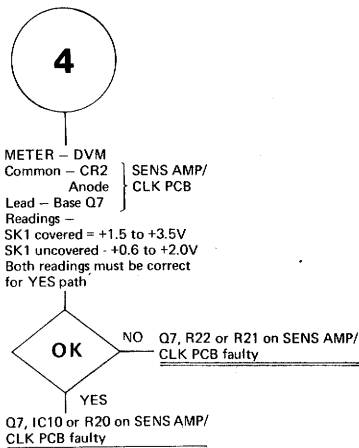 4
METER – DVM
Common – CR2
Anode
SENS AMP/
CLK PCB
Lead – Base Q7
Readings –
SK1 covered = +1.5 to +3.5V
SK1 uncovered - +0.6 to +2.0V
Both readings must be correct
for YES path
OK
NO
Q7, R22 or R21 on SENS AMP/
CLK PCB faulty
YES
Q7, IC10 or R20 on SENS AMP/
CLK PCB faulty